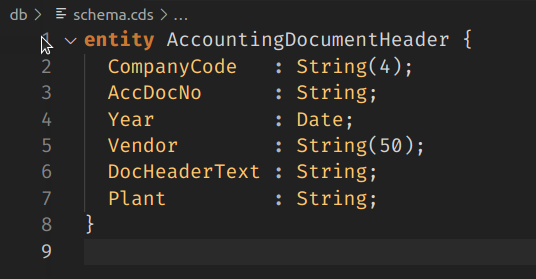 db > schema.cds > ...
1 entity AccountingDocumentHeader {
2 CompanyCode : String(4);
3 AccDocNo : String;
4 Year : Date;
5 Vendor : String(50);
6 DocHeaderText : String;
7 Plant : String;
8 }
9